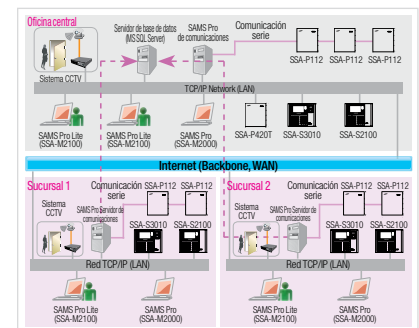 Oficina central
Servidor de base de datos
(MS SQL Server)
SAMS Pro
de comunicaciones
Comunicación
serie
SSA-P112 SSA-P112 SSA-P112
Sistema CCTV
TCP/IP Network (LAN)
SAMS Pro Lite
(SSA-M2100)
SAMS Pro Lite
(SSA-M2100)
SAMS Pro
(SSA-M2000)
SSA-P420T SSA-S3010 SSA-S2100
Internet (Backbone, WAN)
Sucursal 1
Sistema
CCTV
SAMS Pro Servidor de
comunicaciones
Comunicación
serie
SSA-P112 SSA-P112
SSA-S3010 SSA-S2100
Red TCP/IP (LAN)
SAMS Pro Lite
(SSA-M2100)
SAMS Pro
(SSA-M2000)
Sucursal 2
Sistema
CCTV
SAMS Pro Servidor de
comunicaciones
Comunicación
serie
SSA-P112 SSA-P112
SSA-S3010 SSA-S2100
Red TCP/IP (LAN)
SAMS Pro Lite
(SSA-M2100)
SAMS Pro
(SSA-M2000)